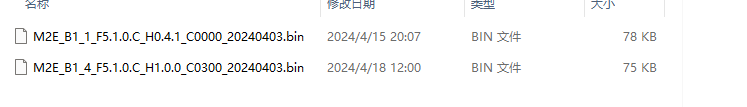 名称 修改日期 类型 大小
M2E_B1_1_F5.1.0.C_H0.4.1_C0000_20240403.bin 2024/4/15 20:07 BIN 文件 78 KB
M2E_B1_4_F5.1.0.C_H1.0.0_C0300_20240403.bin 2024/4/18 12:00 BIN 文件 75 KB